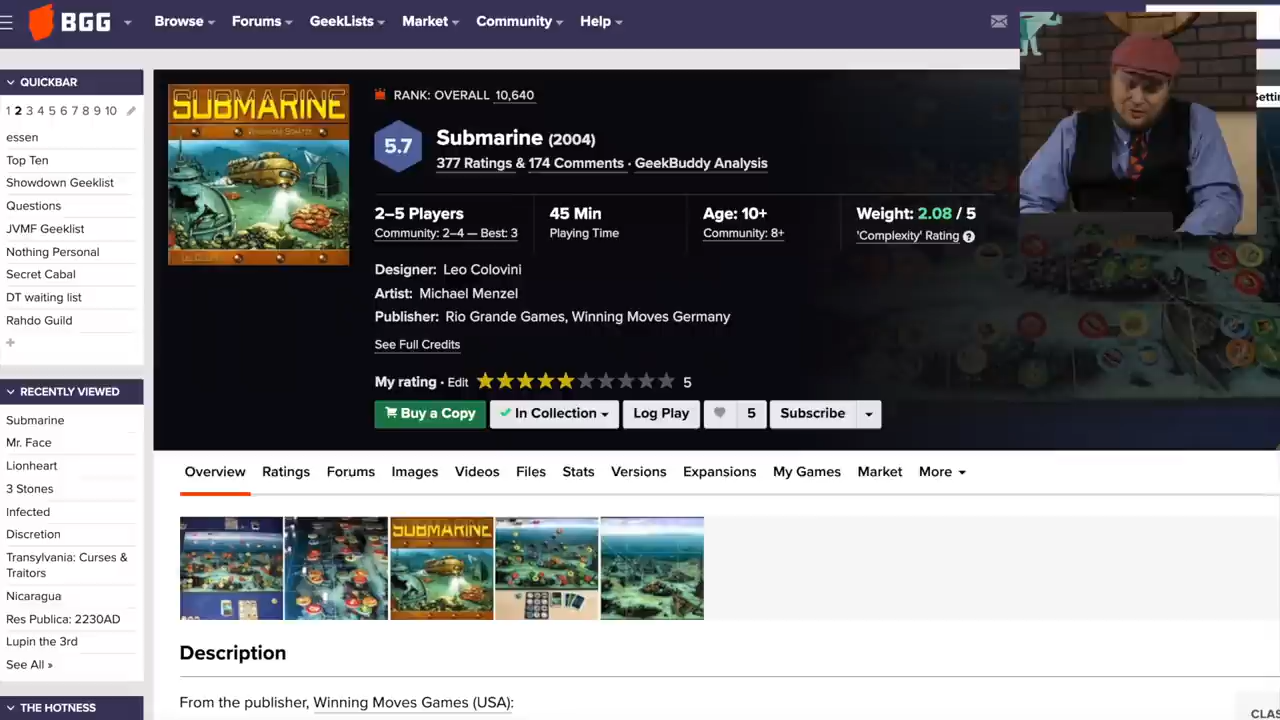 BGG
Browse
Forums
GeekLists
Market
Community
Help
QUICKBAR
1 2 3 4 5 6 7 8 9 10
essen
Top Ten
Showdown Geeklist
Questions
JVMF Geeklist
Nothing Personal
Secret Cabal
DT waiting list
Rahdo Guild
+
RECENTLY VIEWED
Submarine
Mr. Face
Lionheart
3 Stones
Infected
Discretion
Transylvania: Curses &
Traitors
Nicaragua
Res Publica: 2230AD
Lupin the 3rd
See All »
THE HOTNESS
SUBMARINE
RANK: OVERALL 10,640
5.7
Submarine (2004)
377 Ratings & 174 Comments · GeekBuddy Analysis
2–5 Players
Community: 2–4 — Best: 3
45 Min
Playing Time
Age: 10+
Community: 8+
Weight: 2.08 / 5
'Complexity' Rating ?
Designer: Leo Colovini
Artist: Michael Menzel
Publisher: Rio Grande Games, Winning Moves Germany
See Full Credits
My rating · Edit
5
Buy a Copy
In Collection
Log Play
5
Subscribe
Overview
Ratings
Forums
Images
Videos
Files
Stats
Versions
Expansions
My Games
Market
More
SUBMARINE
Description
From the publisher, Winning Moves Games (USA):